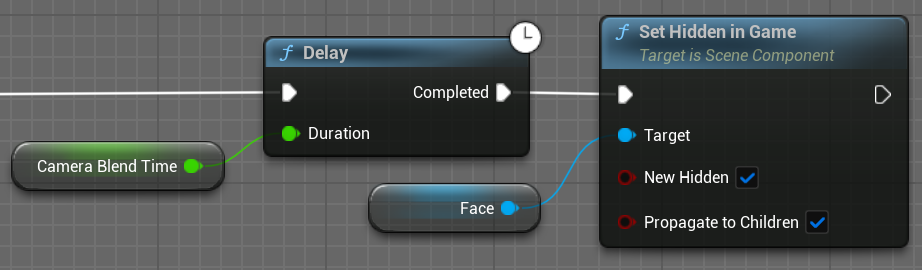 f Delay
Completed
Duration
Camera Blend Time
Face
f Set Hidden in Game
Target is Scene Component
Target
New Hidden
Propagate to Children